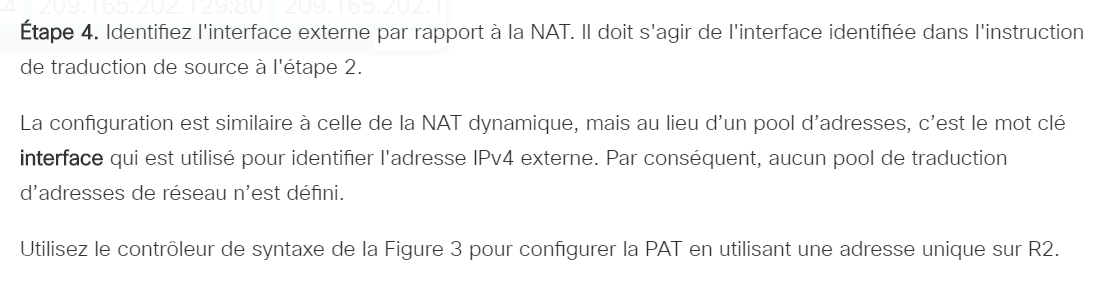 4 209.165.202.129:80 209.165.202.1
Étape 4. Identifiez l'interface externe par rapport à la NAT. Il doit s'agir de l'interface identifiée dans l'instruction
de traduction de source à l'étape 2.
La configuration est similaire à celle de la NAT dynamique, mais au lieu d’un pool d’adresses, c’est le mot clé
interface qui est utilisé pour identifier l'adresse IPv4 externe. Par conséquent, aucun pool de traduction
d’adresses de réseau n’est défini.
Utilisez le contrôleur de syntaxe de la Figure 3 pour configurer la PAT en utilisant une adresse unique sur R2.